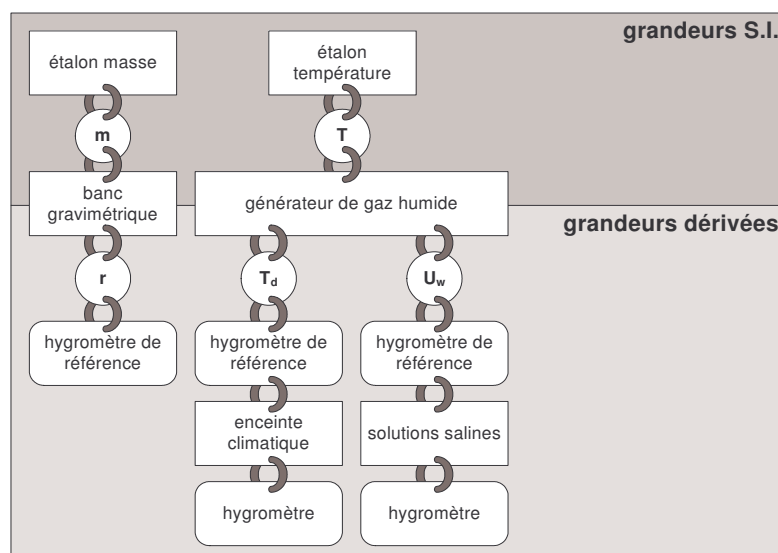 grandeurs S.I.
étalon masse
étalon
température
m
T
banc
gravimétrique
générateur de gaz humide
grandeurs dérivées
r
Td
Uw
hygromètre de
référence
hygromètre de
référence
hygromètre de
référence
enceinte
climatique
solutions salines
hygromètre
hygromètre